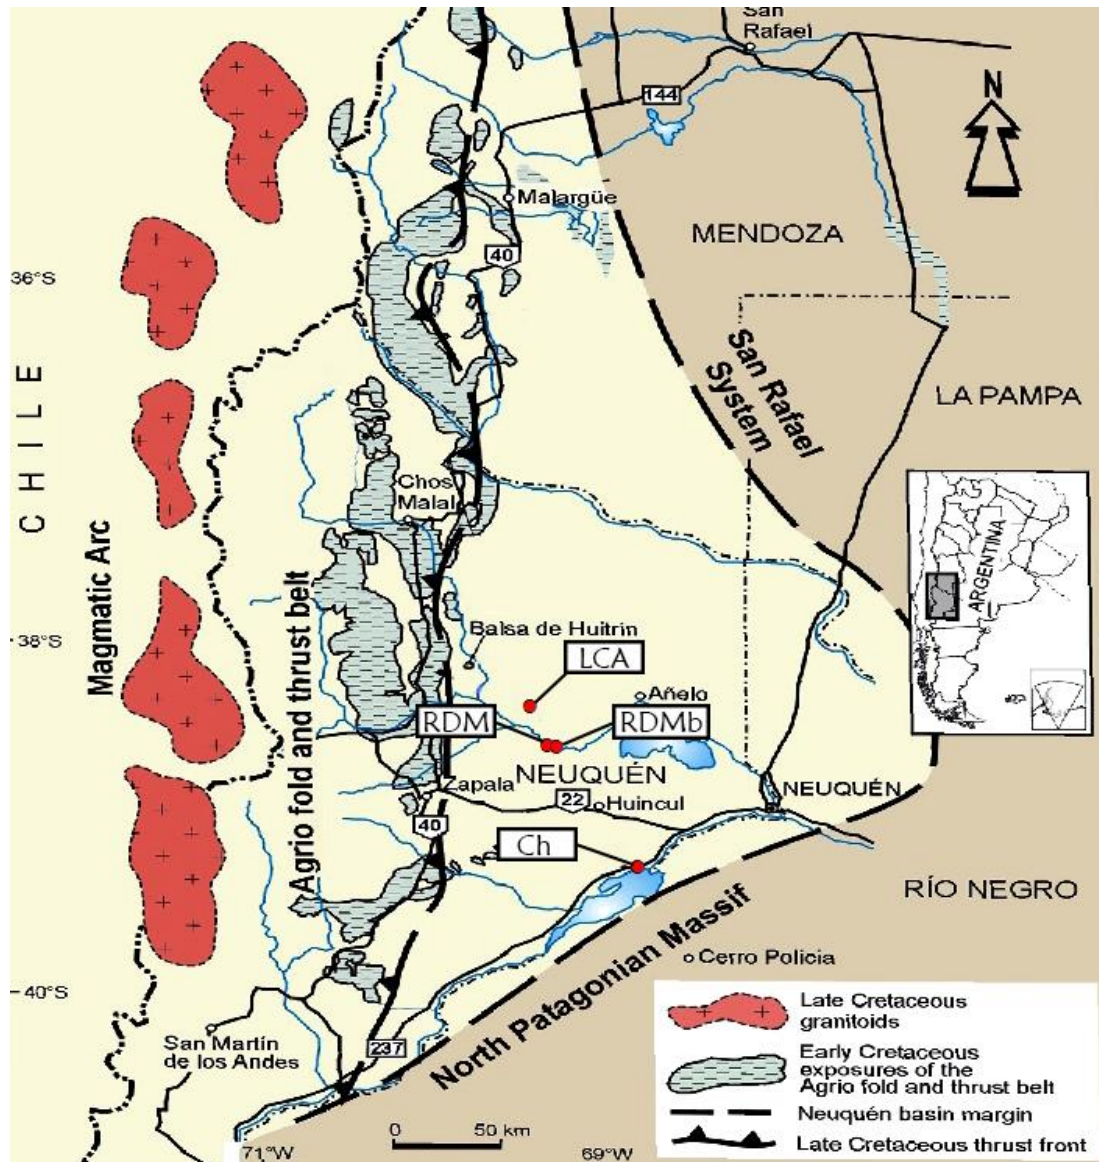 San
Rafael
144
N
Malargüe
MENDOZA
40
36°S
San Rafael
System
CHILE
LA PAMPA
Chos
Malal
ARGENTINA
Magmatic Arc
Agrio fold and thrust belt
38°S
Balsa de Huitrín
LCA
Añelo
RDM
RDMb
NEUQUÉN
Zapala
22
Huincul
NEUQUÉN
40
Ch
RÍO NEGRO
North Patagonian Massif
Cerro Policia
40°S
San Martín
de los Andes
237
Late Cretaceous
granitoids
Early Cretaceous
exposures of the
Agrio fold and thrust belt
Neuquén basin margin
Late Cretaceous thrust front
0 50 km
71°W
69°W